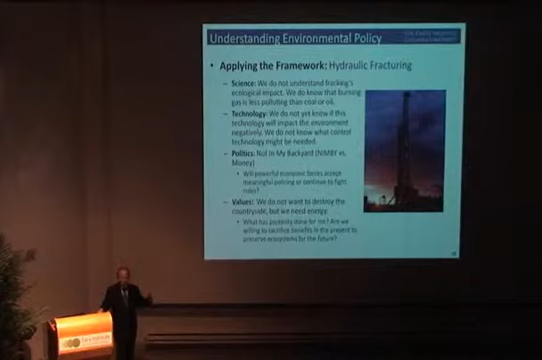 Understanding Environmental Policy
• Applying the Framework: Hydraulic Fracturing
– Science: We do not understand fracking's
ecological impact. We do know that burning
gas is less polluting than coal or oil.
– Technology: We do not yet know if this
technology will impact the environment
negatively. We do not know what control
technology might be needed.
– Politics: Not In My Backyard (NIMBY vs.
Money)
• Will powerful economic forces accept
meaningful policing or continue to fight
rules?
– Values: We do not want to destroy the
countryside, but we need energy.
• What has posterity done for me? Are we
willing to sacrifice benefits in the present to
preserve ecosystems for the future?